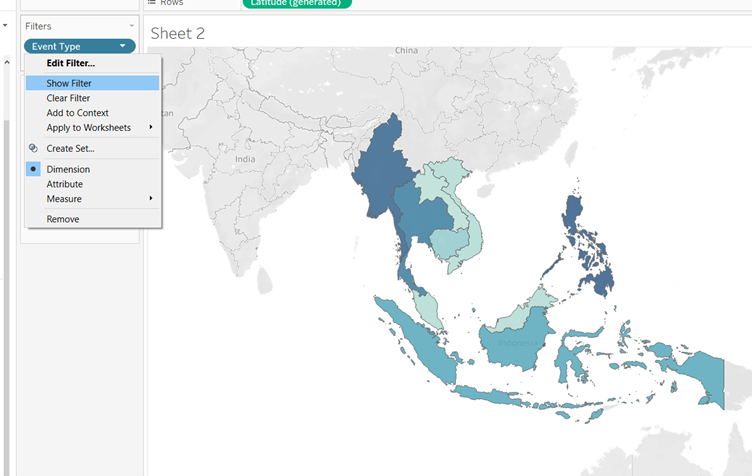 Rows
Latitude (generated)
Filters
Event Type
Edit Filter...
Show Filter
Clear Filter
Add to Context
Apply to Worksheets
Create Set...
Dimension
Attribute
Measure
Remove
Sheet 2
China
India
Indonesia